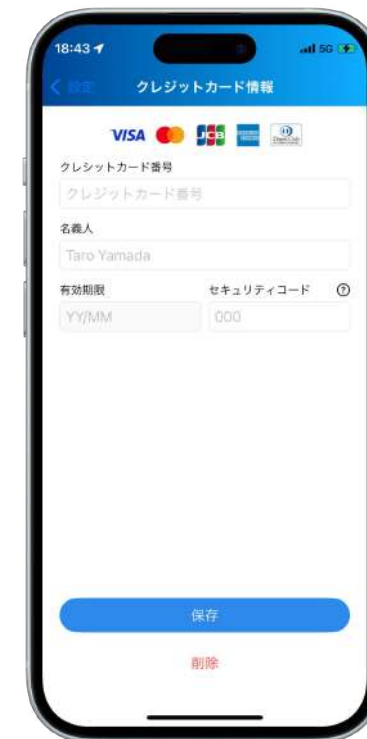 18:43
5G
設定
クレジットカード情報
VISA
JCB
クレシットカード番号
クレジットカード番号
名義人
Taro Yamada
有効期限 セキュリティコード ?
YY/MM 000
保存
削除